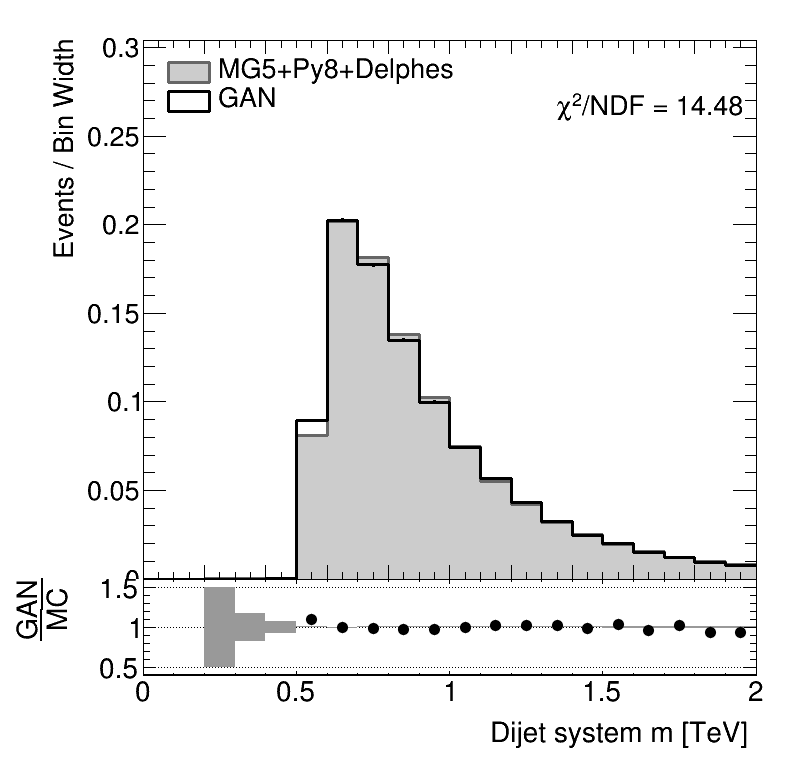 Events / Bin Width
0.3
0.25
0.2
0.15
0.1
0.05
0
MG5+Py8+Delphes
GAN
χ²/NDF = 14.48
GAN
MC
1.5
1
0.5
0
0.5
1
1.5
2
Dijet system m [TeV]